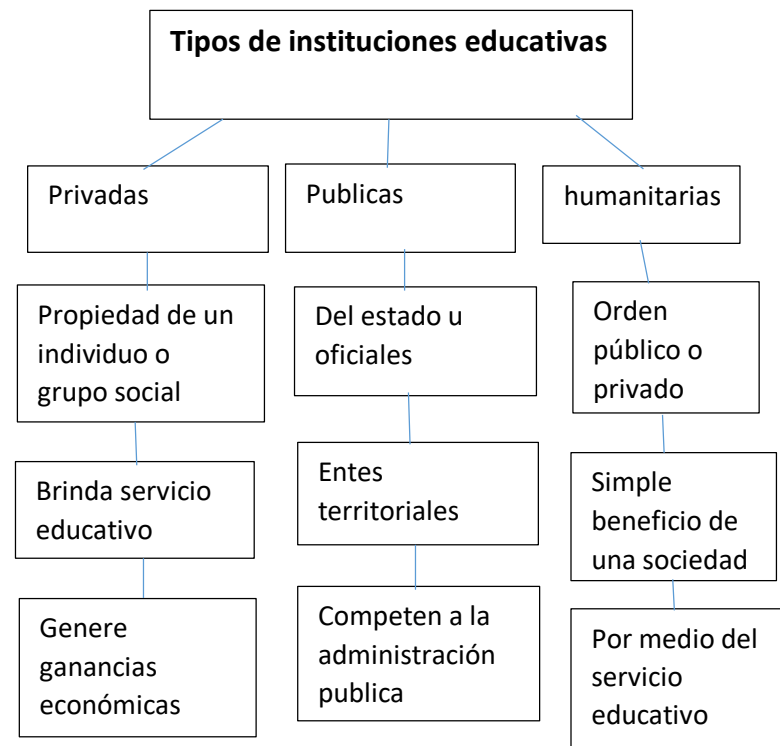 Tipos de instituciones educativas
Privadas
Publicas
humanitarias
Propiedad de un
individuo o
grupo social
Del estado u
oficiales
Orden
público o
privado
Brinda servicio
educativo
Entes
territoriales
Simple
beneficio de
una sociedad
Genere
ganancias
económicas
Competen a la
administración
publica
Por medio del
servicio
educativo